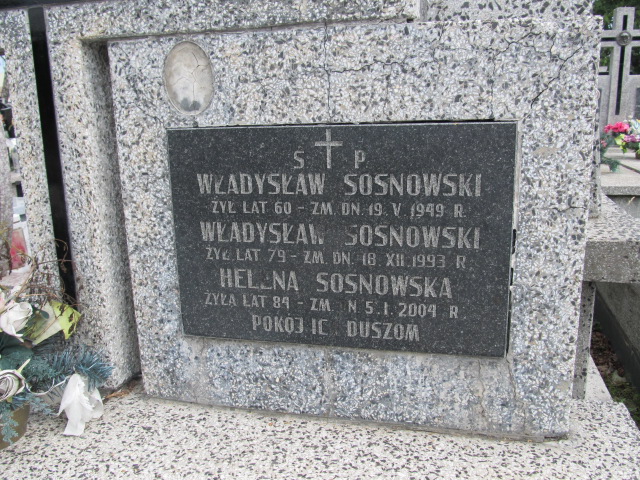 S P
WŁADYSŁAW SOSNOWSKI
ŻYŁ LAT 60 - ZM. DN. 19. V. 1949 R.
WŁADYSŁAW SOSNOWSKI
ŻYŁ LAT 79 - ZM. DN. 18 XII. 1993 R
HELENA SOSNOWSKA
ŻYŁA LAT 84 - ZM. N 5. I. 2004 R.
POKÓJ IC DUSZOM